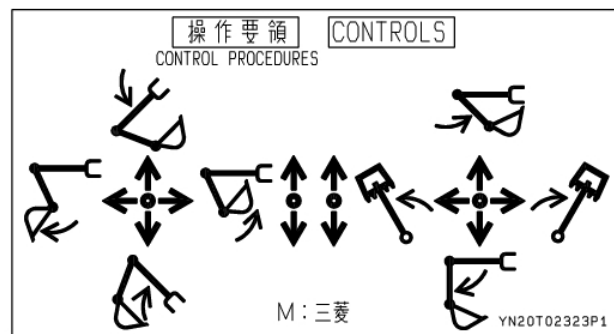 操作要領 CONTROLS
CONTROL PROCEDURES
M：三菱
YN20T02323P1